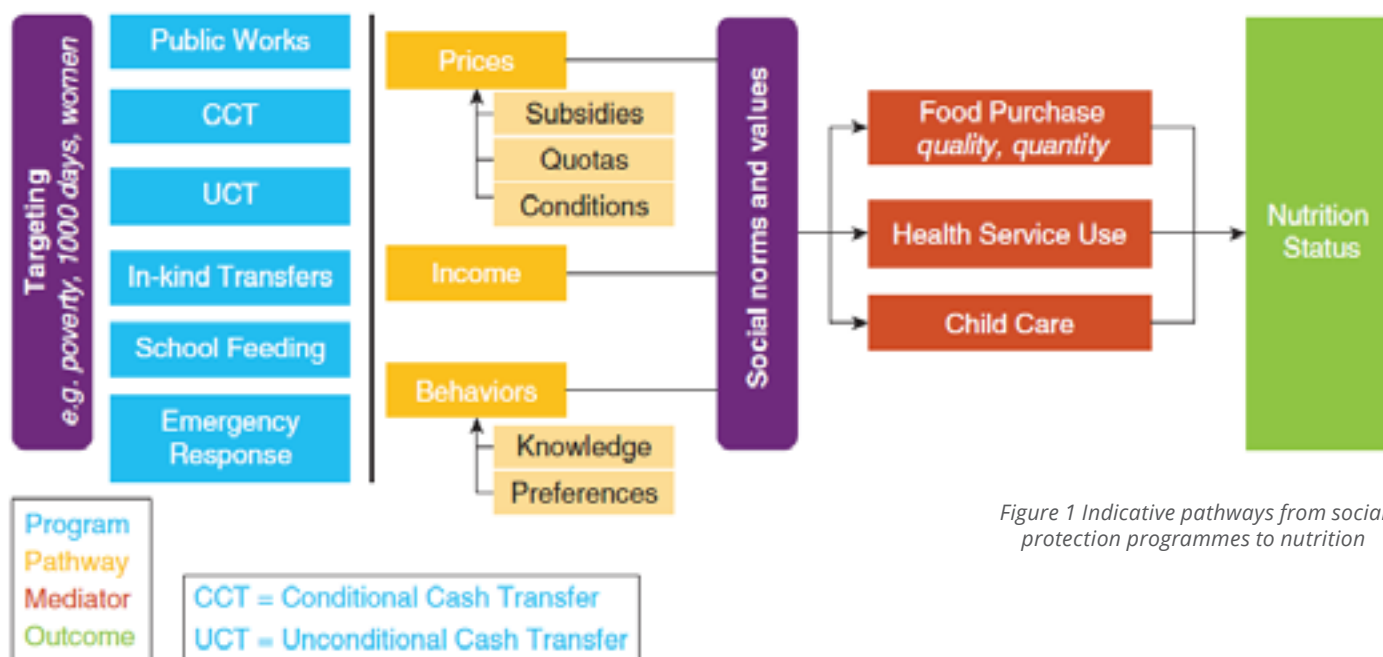 Targeting
e.g. poverty, 1000 days, women
Public Works
CCT
UCT
In-kind Transfers
School Feeding
Emergency
Response
Prices
Subsidies
Quotas
Conditions
Income
Behaviors
Knowledge
Preferences
Social norms and values
Food Purchase
quality, quantity
Health Service Use
Child Care
Nutrition
Status
Program
Pathway
Mediator
Outcome
CCT = Conditional Cash Transfer
UCT = Unconditional Cash Transfer
Figure 1 Indicative pathways from social
protection programmes to nutrition